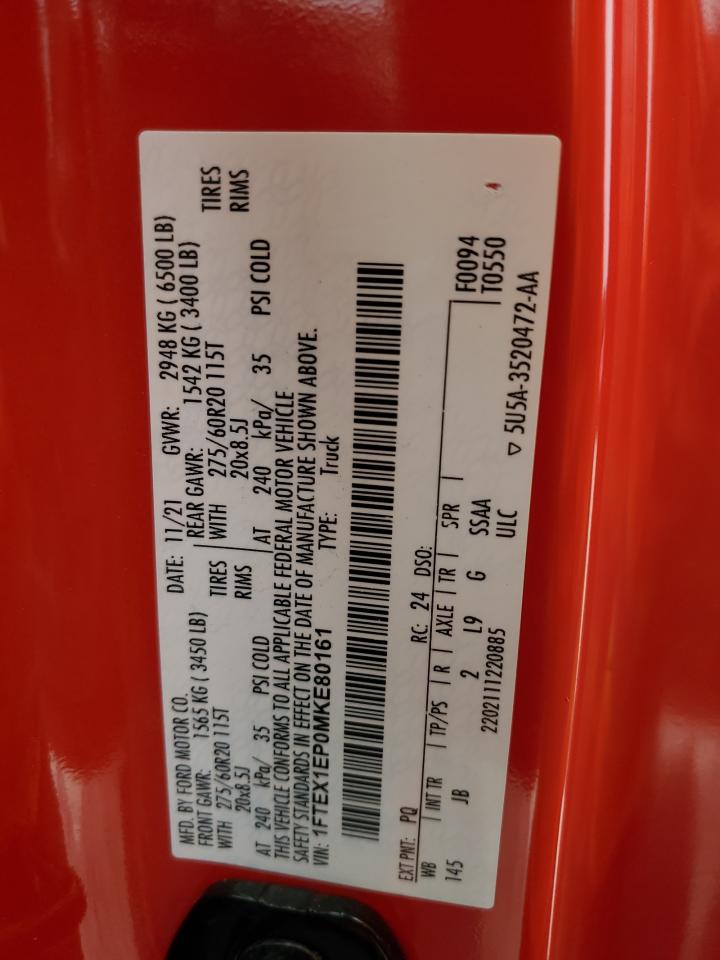 MFD. BY FORD MOTOR CO. DATE: 11/21 GVWR: 2948 KG ( 6500 LB)
FRONT GAWR: 1565 KG ( 3450 LB) REAR GAWR: 1542 KG ( 3400 LB)
WITH 275/60R20 115T TIRES WITH 275/60R20 115T TIRES
20x8.5J RIMS 20x8.5J RIMS
AT 240 kPa/ 35 PSI COLD AT 240 kPa/ 35 PSI COLD
THIS VEHICLE CONFORMS TO ALL APPLICABLE FEDERAL MOTOR VEHICLE
SAFETY STANDARDS IN EFFECT ON THE DATE OF MANUFACTURE SHOWN ABOVE.
VIN: 1FTEX1EP0MKE80161 TYPE: Truck
EXT PNT: PQ RC: 24 DSO: F0094
WB INT TR TP/PS R AXLE TR SPR T0550
145 JB 2 L9 G SSAA
2202111220885 ULC ▽ 5U5A-3520472-AA